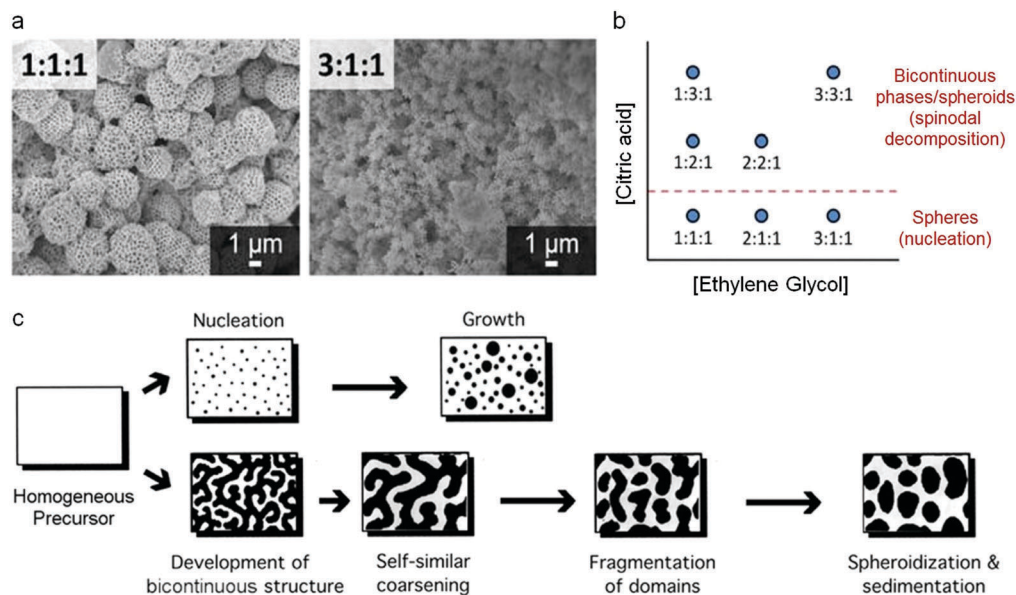 a
1:1:1
1 µm
3:1:1
1 µm
b
[Citric acid]
1:3:1
3:3:1
1:2:1
2:2:1
1:1:1
2:1:1
3:1:1
[Ethylene Glycol]
Bicontinuous
phases/spheroids
(spinodal
decomposition)
Spheres
(nucleation)
c
Nucleation
Growth
Homogeneous
Precursor
Development of
bicontinuous structure
Self-similar
coarsening
Fragmentation
of domains
Spheroidization &
sedimentation